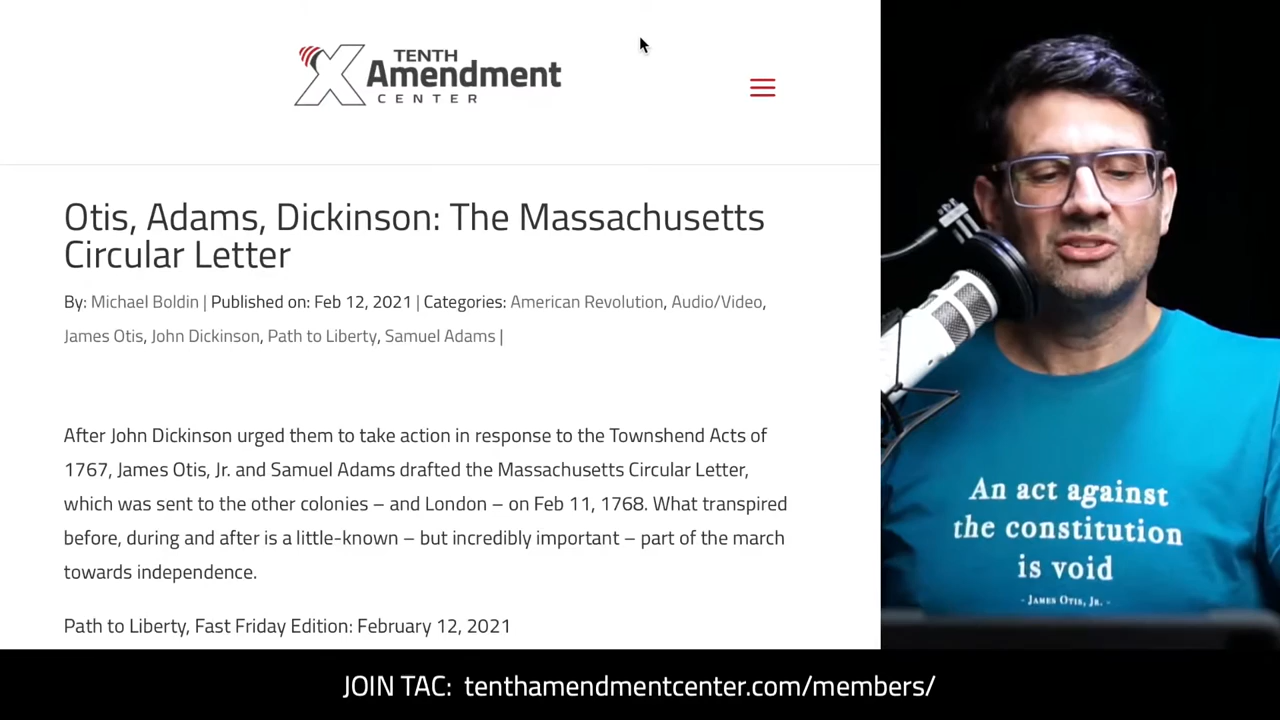 TENTH
Amendment
CENTER
Otis, Adams, Dickinson: The Massachusetts
Circular Letter
By: Michael Boldin | Published on: Feb 12, 2021 | Categories: American Revolution, Audio/Video,
James Otis, John Dickinson, Path to Liberty, Samuel Adams |
After John Dickinson urged them to take action in response to the Townshend Acts of
1767, James Otis, Jr. and Samuel Adams drafted the Massachusetts Circular Letter,
which was sent to the other colonies – and London – on Feb 11, 1768. What transpired
before, during and after is a little-known – but incredibly important – part of the march
towards independence.
Path to Liberty, Fast Friday Edition: February 12, 2021
An act against
the constitution
is void
- James Otis, Jr. -
JOIN TAC: tenthamendmentcenter.com/members/